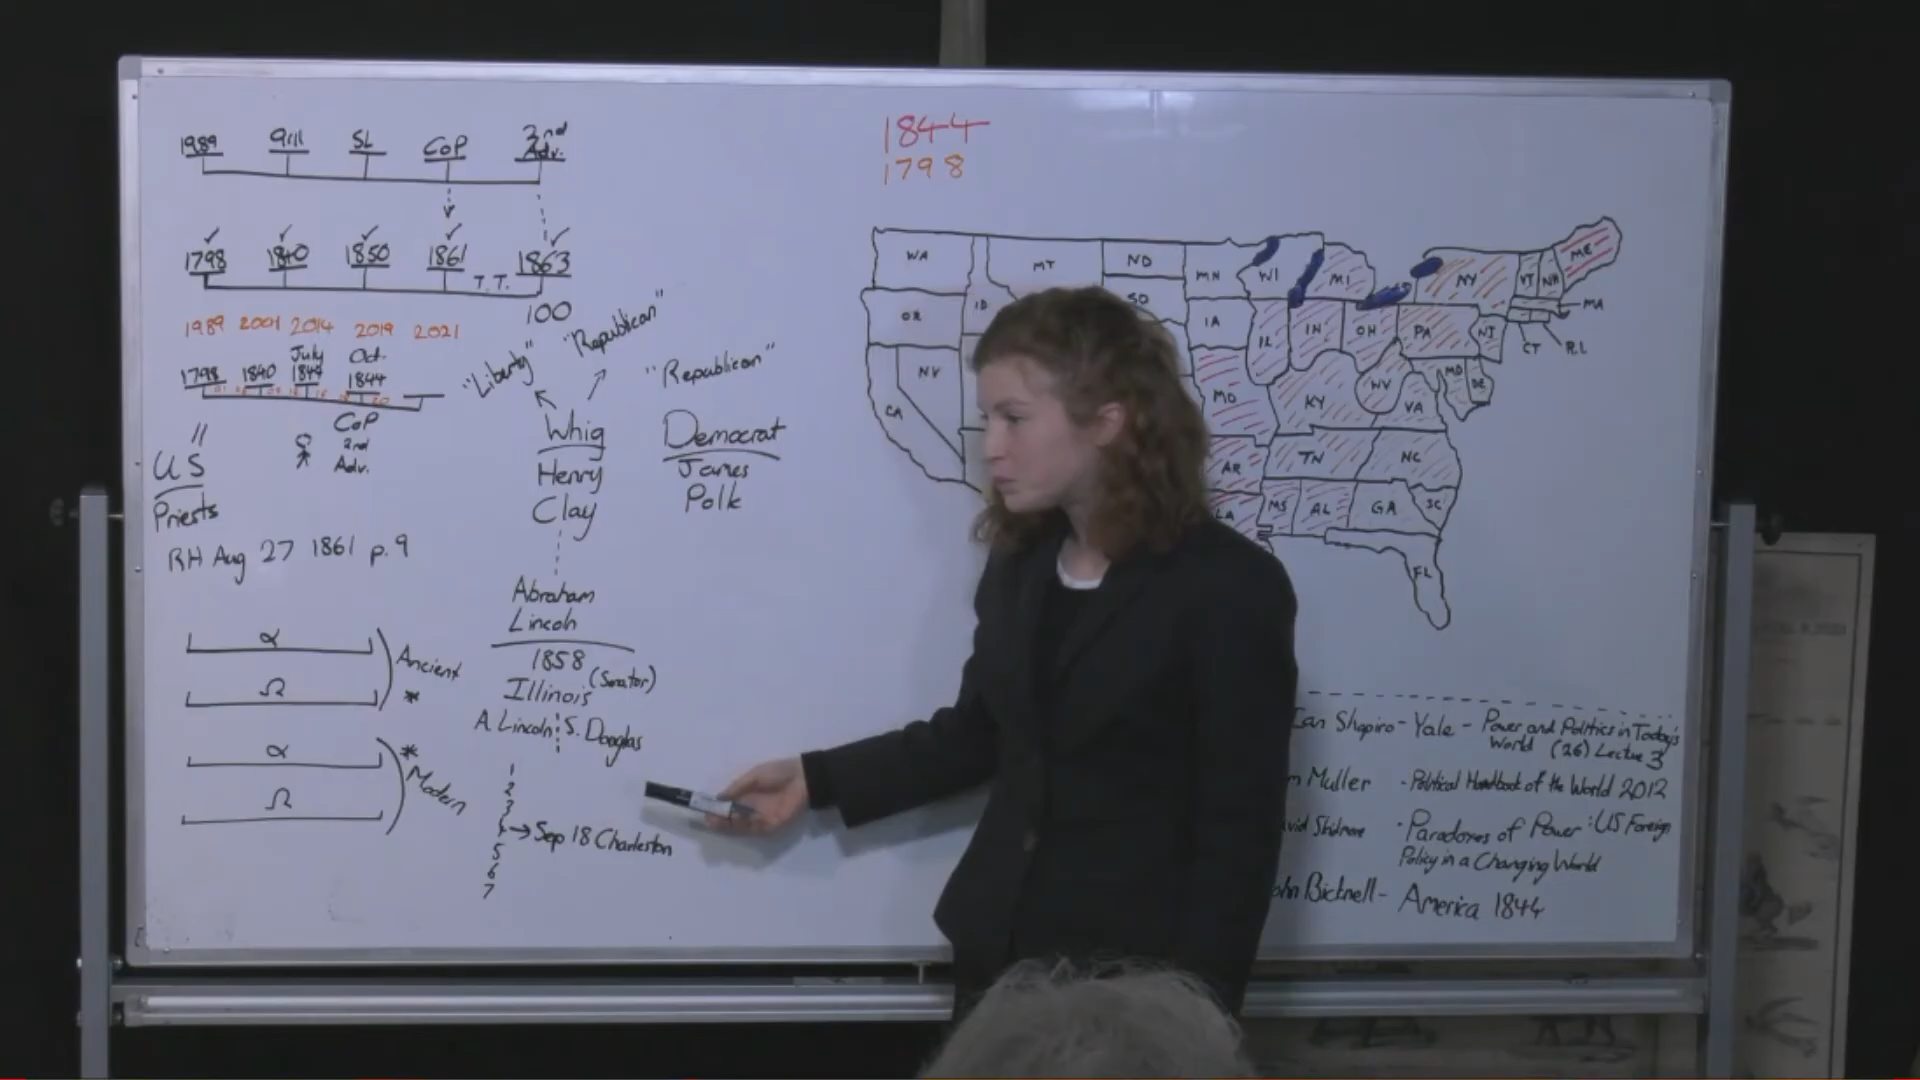 1989 9/11 SL CoP 2nd Adv.
1798 1840 1850 1861 T.T. 1863
100
1989 2001 2014 2019 2021
July Oct.
1798 1840 1844 1844
CoP
2nd
Adv.
"
US
Priests
RH Aug 27 1861 p.9
α
Ω
Ancient
*
α
Ω
* Modern
"Liberty" "Republican"
"Republican"
Whig
Henry
Clay
Democrat
James
Polk
Abraham
Lincoln
1858
(Senator)
Illinois
A. Lincoln S. Douglas
1
2
3
4 → Sep 18 Charleston
5
6
7
1844
1798
WA MT ND MN WI MI NY VT NH ME
OR ID SD IA IL IN OH PA NJ MA
CT R.I.
NV CA MO KY WV VA MD DE
AR TN NC
LA MS AL GA SC
FL
Ian Shapiro - Yale - Power and Politics in Today's
World (26) Lecture 3
Muller - Political Handbook of the World 2012
Skidmore - Paradoxes of Power: US Foreign
Policy in a Changing World
Bicknell - America 1844